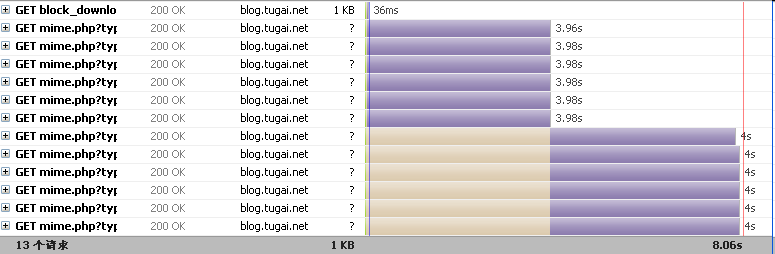 GET block_downlo 200 OK blog.tugai.net 1 KB 36ms
GET mime.php?typ 200 OK blog.tugai.net ? 3.96s
GET mime.php?typ 200 OK blog.tugai.net ? 3.98s
GET mime.php?typ 200 OK blog.tugai.net ? 3.98s
GET mime.php?typ 200 OK blog.tugai.net ? 3.98s
GET mime.php?typ 200 OK blog.tugai.net ? 3.98s
GET mime.php?typ 200 OK blog.tugai.net ? 3.98s
GET mime.php?typ 200 OK blog.tugai.net ? 4s
GET mime.php?typ 200 OK blog.tugai.net ? 4s
GET mime.php?typ 200 OK blog.tugai.net ? 4s
GET mime.php?typ 200 OK blog.tugai.net ? 4s
GET mime.php?typ 200 OK blog.tugai.net ? 4s
GET mime.php?typ 200 OK blog.tugai.net ? 4s
13 个请求 1 KB 8.06s